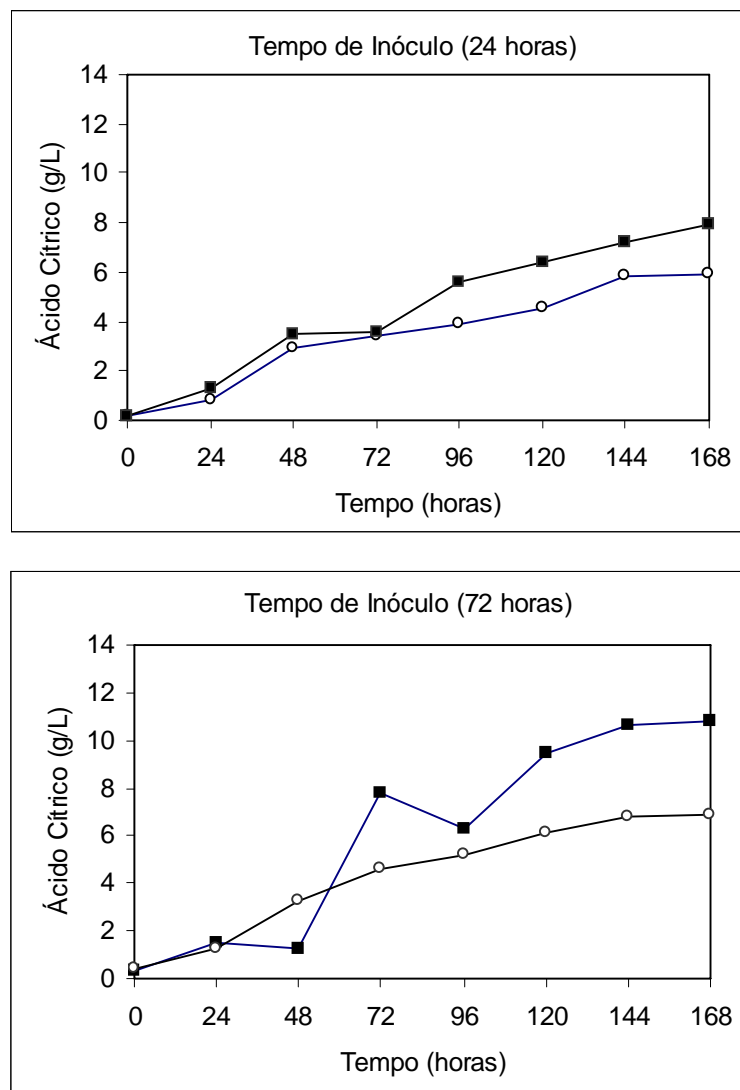 Tempo de Inóculo (24 horas)
Ácido Cítrico (g/L)
14
12
10
8
6
4
2
0
0 24 48 72 96 120 144 168
Tempo (horas)
Tempo de Inóculo (72 horas)
Ácido Cítrico (g/L)
14
12
10
8
6
4
2
0
0 24 48 72 96 120 144 168
Tempo (horas)